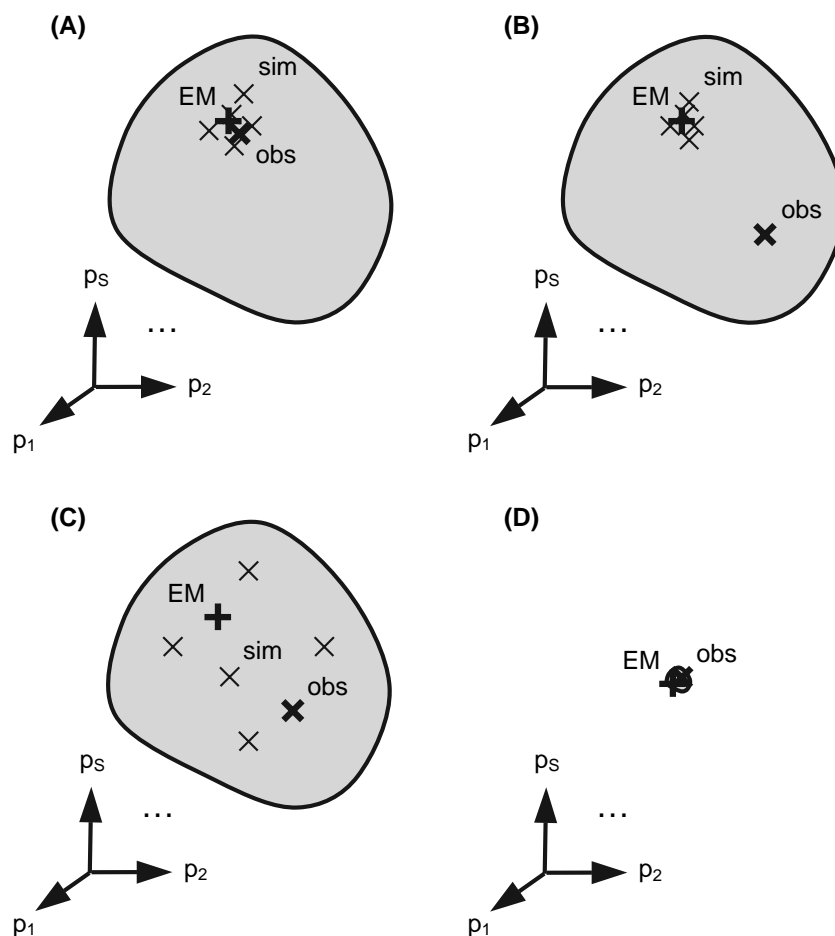 (A)
sim
EM
obs
pS
...
p2
p1
(B)
sim
EM
obs
pS
...
p2
p1
(C)
EM
sim
obs
pS
...
p2
p1
(D)
EM
obs
pS
...
p2
p1